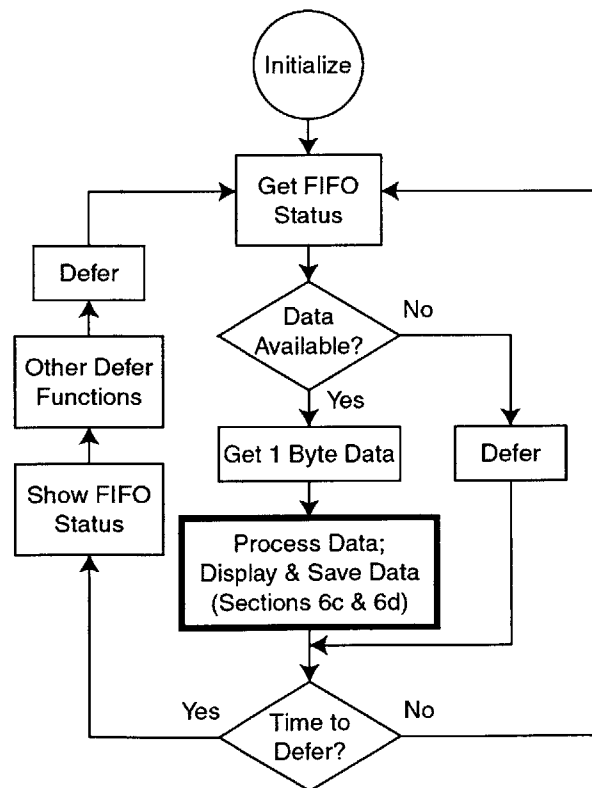 Initialize
Get FIFO
Status
Data
Available?
No
Yes
Get 1 Byte Data
Defer
Process Data;
Display & Save Data
(Sections 6c & 6d)
Time to
Defer?
No
Yes
Show FIFO
Status
Other Defer
Functions
Defer